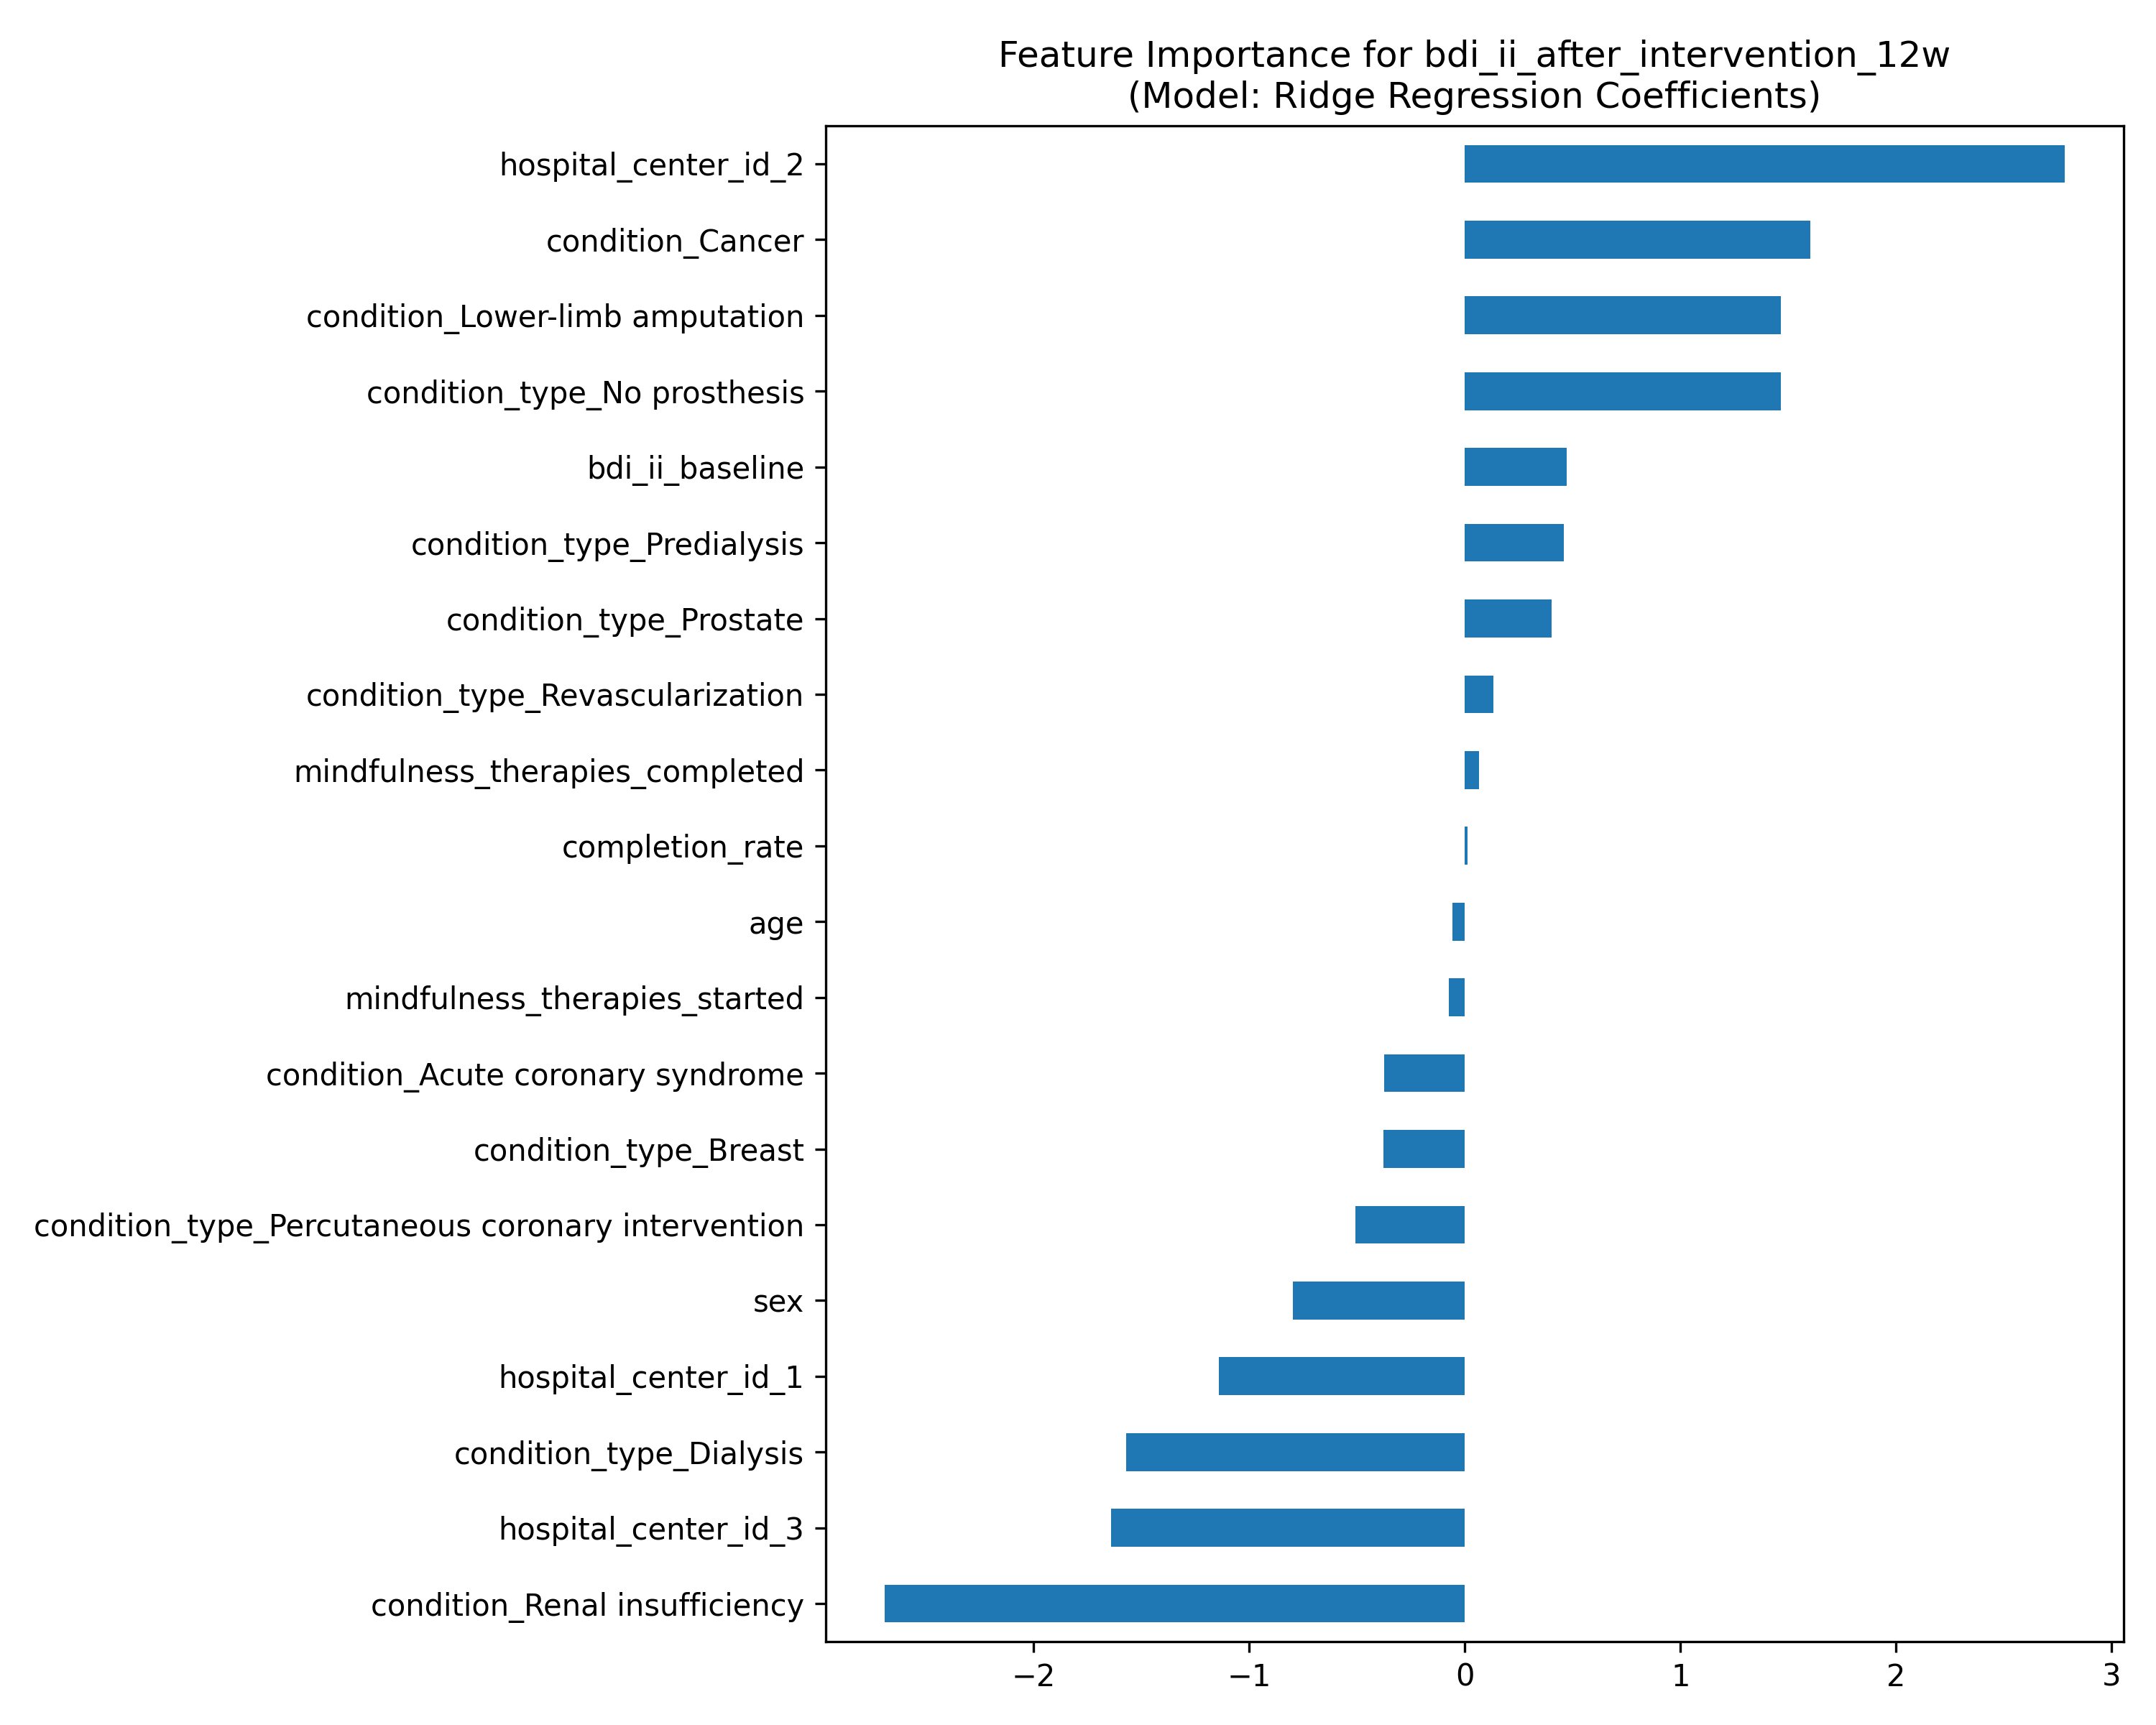 Feature Importance for bdi_ii_after_intervention_12w
(Model: Ridge Regression Coefficients)
hospital_center_id_2
condition_Cancer
condition_Lower-limb amputation
condition_type_No prosthesis
bdi_ii_baseline
condition_type_Predialysis
condition_type_Prostate
condition_type_Revascularization
mindfulness_therapies_completed
completion_rate
age
mindfulness_therapies_started
condition_Acute coronary syndrome
condition_type_Breast
condition_type_Percutaneous coronary intervention
sex
hospital_center_id_1
condition_type_Dialysis
hospital_center_id_3
condition_Renal insufficiency
−2 −1 0 1 2 3